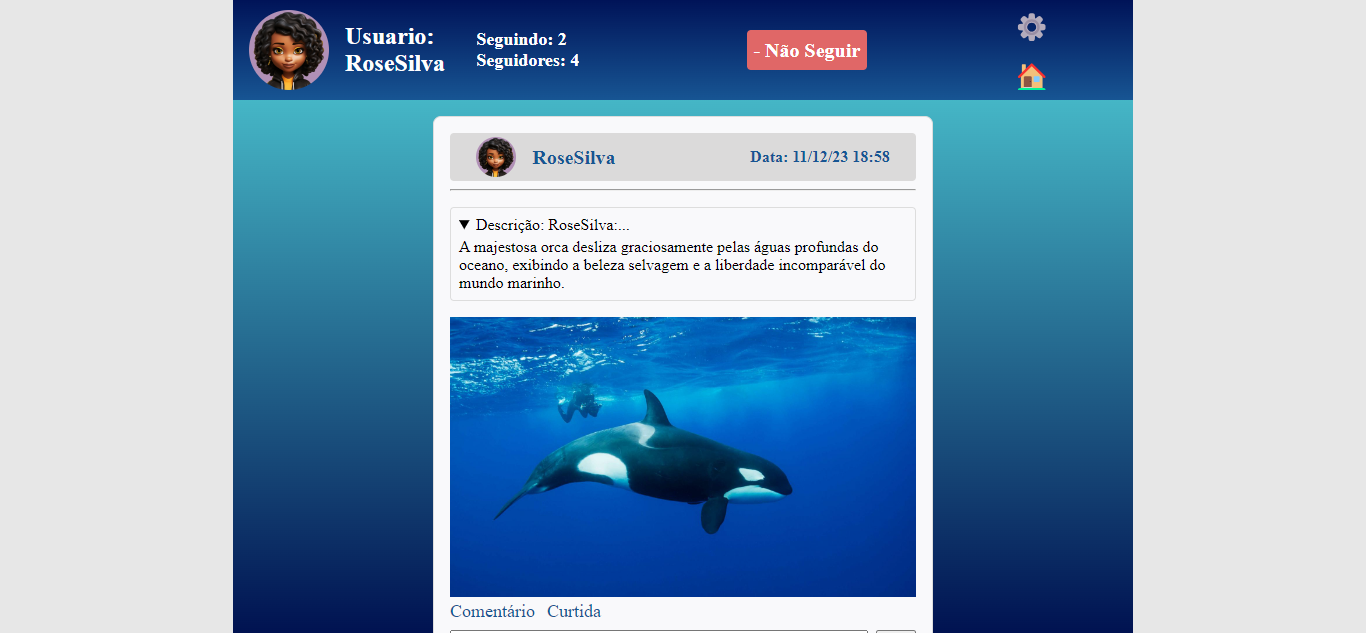 Usuario:
RoseSilva
Seguindo: 2
Seguidores: 4
- Não Seguir
RoseSilva
Data: 11/12/23 18:58
▼ Descrição: RoseSilva:...
A majestosa orca desliza graciosamente pelas águas profundas do
oceano, exibindo a beleza selvagem e a liberdade incomparável do
mundo marinho.
Comentário Curtida